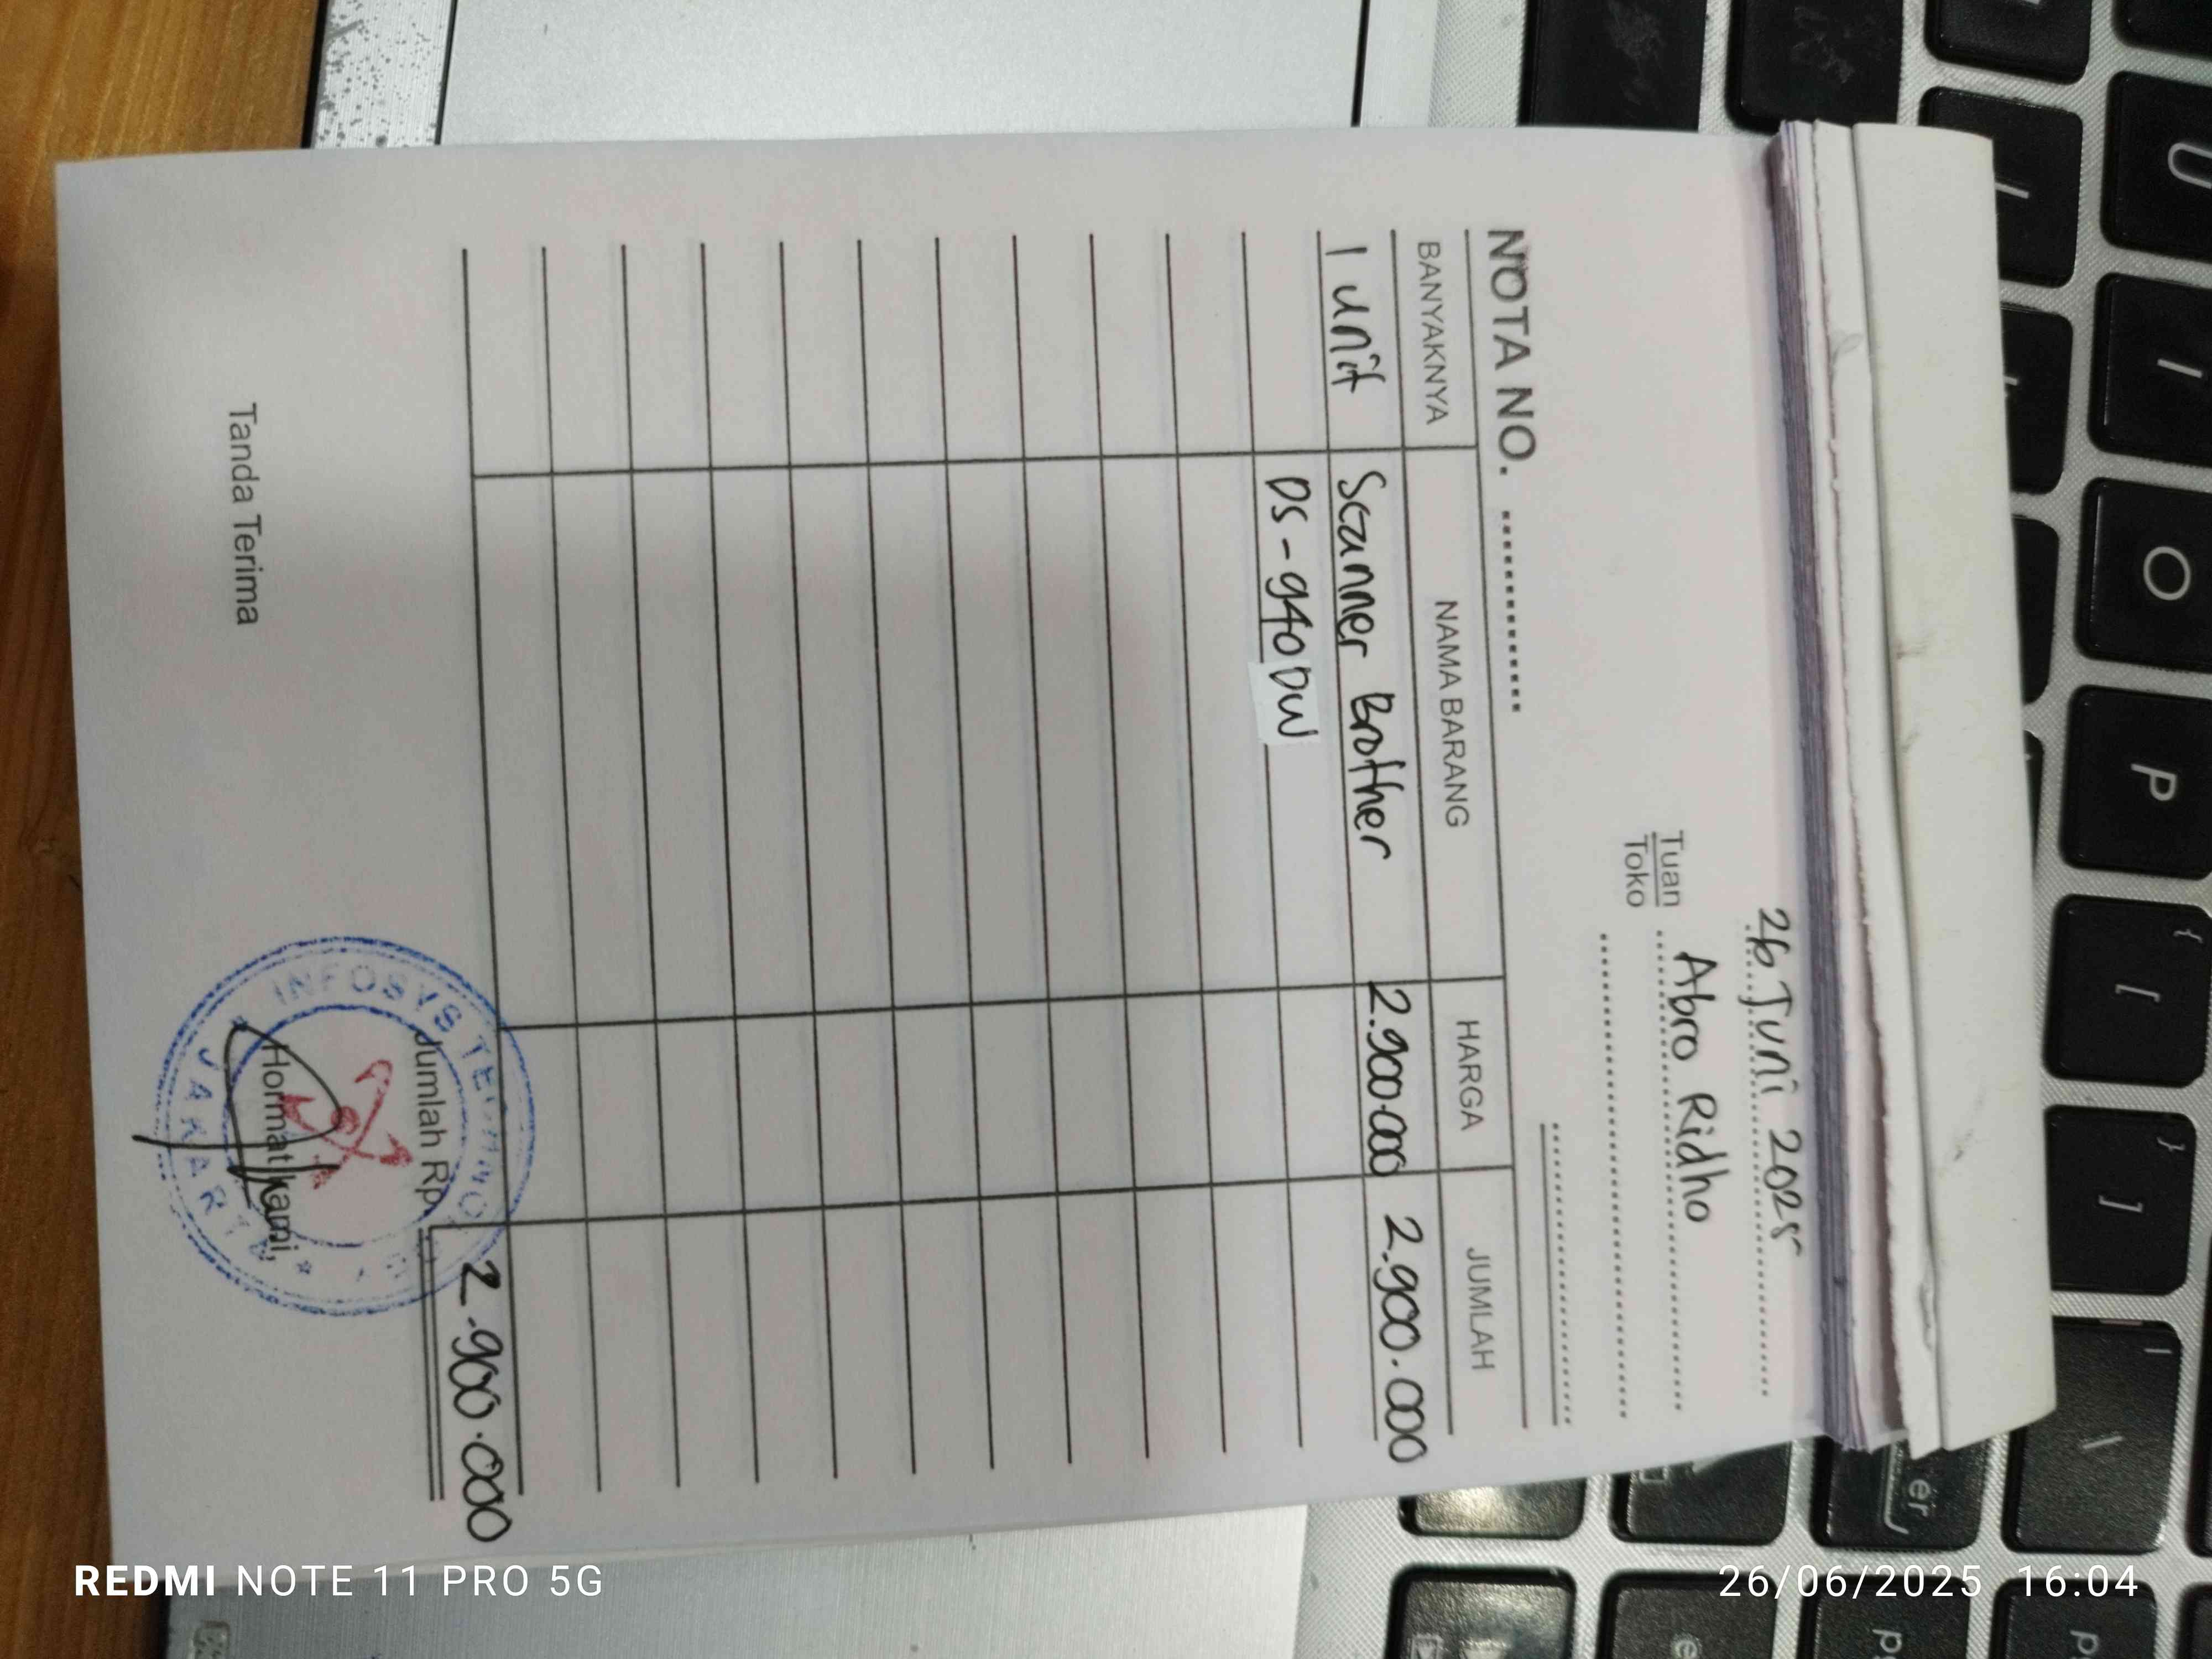 26 Juni 2025
Tuan Abro Ridho
Toko
NOTA NO.
BANYAKNYA NAMA BARANG HARGA JUMLAH
1 unit Scanner Brother 2.900.000 2.900.000
DS-940DW
Jumlah Rp. 2.900.000
Tanda Terima Hormat kami,
INFOSYS
JAKARTA
U
I
O
P
{
[
}
]
|
\
REDMI NOTE 11 PRO 5G
26/06/2025 16:04